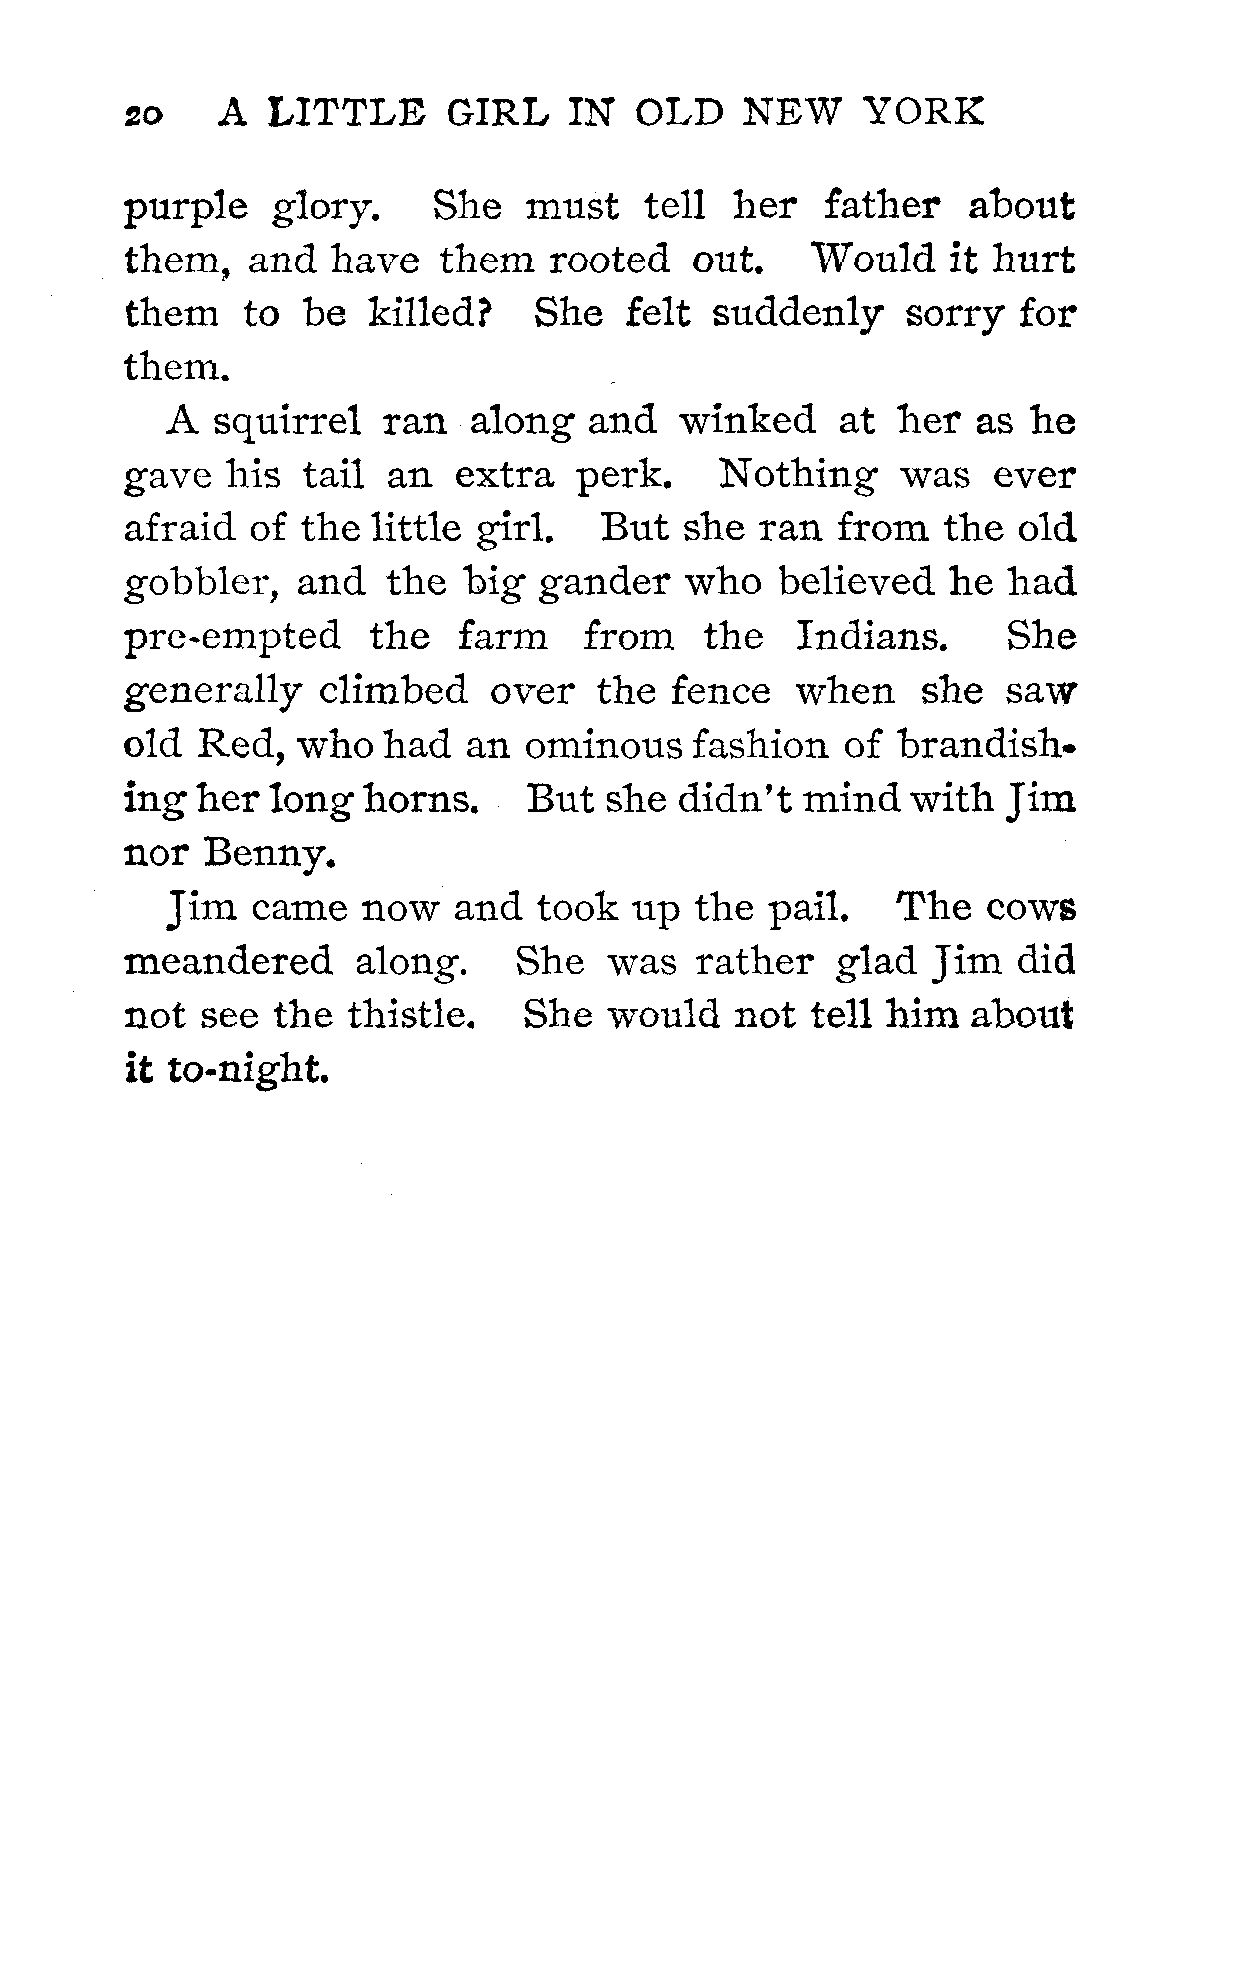 20 A LITTLE GIRL IN OLD NEW YORK
purple glory. She must tell her father about
them, and have them rooted out. Would it hurt
them to be killed? She felt suddenly sorry for
them.
A squirrel ran along and winked at her as he
gave his tail an extra perk. Nothing was ever
afraid of the little girl. But she ran from the old
gobbler, and the big gander who believed he had
pre-empted the farm from the Indians. She
generally climbed over the fence when she saw
old Red, who had an ominous fashion of brandish-
ing her long horns. But she didn't mind with Jim
nor Benny.
Jim came now and took up the pail. The cows
meandered along. She was rather glad Jim did
not see the thistle. She would not tell him about
it to-night.